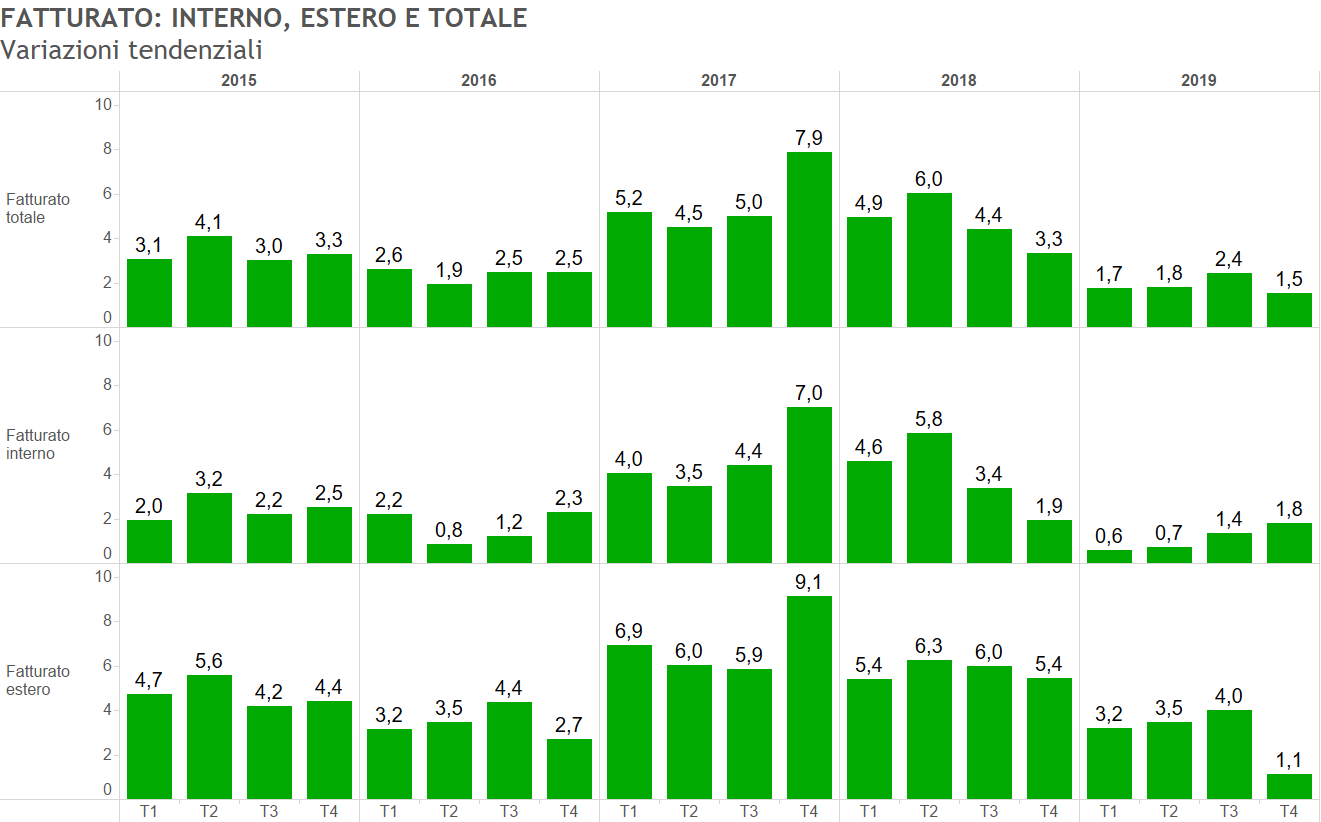 FATTURATO: INTERNO, ESTERO E TOTALE
Variazioni tendenziali
2015 2016 2017 2018 2019
Fatturato
totale
10
8
6
4
2
0
3,1 4,1 3,0 3,3 2,6 1,9 2,5 2,5 5,2 4,5 5,0 7,9 4,9 6,0 4,4 3,3 1,7 1,8 2,4 1,5
Fatturato
interno
10
8
6
4
2
0
2,0 3,2 2,2 2,5 2,2 0,8 1,2 2,3 4,0 3,5 4,4 7,0 4,6 5,8 3,4 1,9 0,6 0,7 1,4 1,8
Fatturato
estero
10
8
6
4
2
0
4,7 5,6 4,2 4,4 3,2 3,5 4,4 2,7 6,9 6,0 5,9 9,1 5,4 6,3 6,0 5,4 3,2 3,5 4,0 1,1
T1 T2 T3 T4 T1 T2 T3 T4 T1 T2 T3 T4 T1 T2 T3 T4 T1 T2 T3 T4